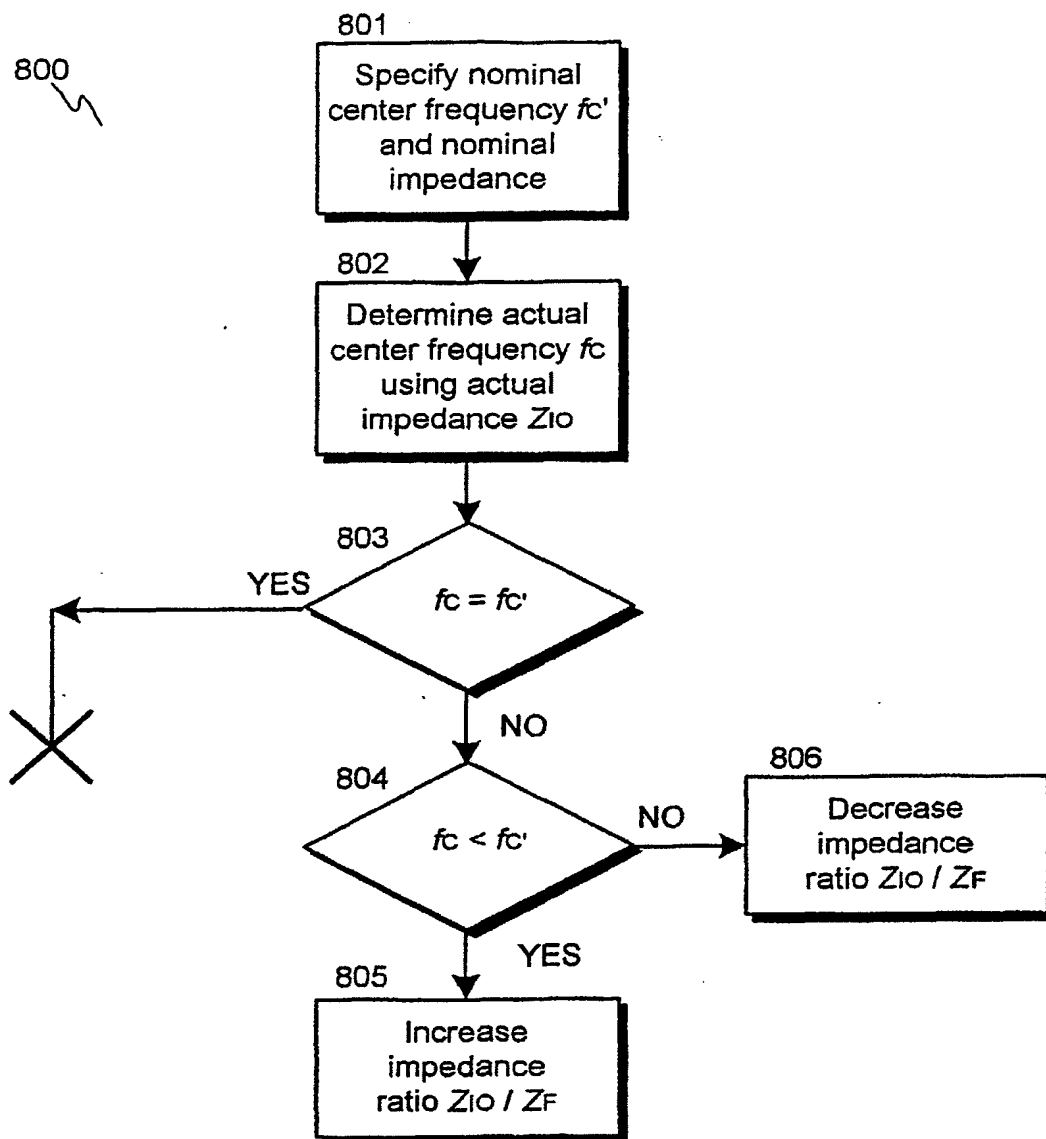 800
801
Specify nominal
center frequency fC'
and nominal
impedance
802
Determine actual
center frequency fC
using actual
impedance ZIO
803
fC = fC'
YES
NO
804
fC < fC'
NO
806
Decrease
impedance
ratio ZIO / ZF
YES
805
Increase
impedance
ratio ZIO / ZF